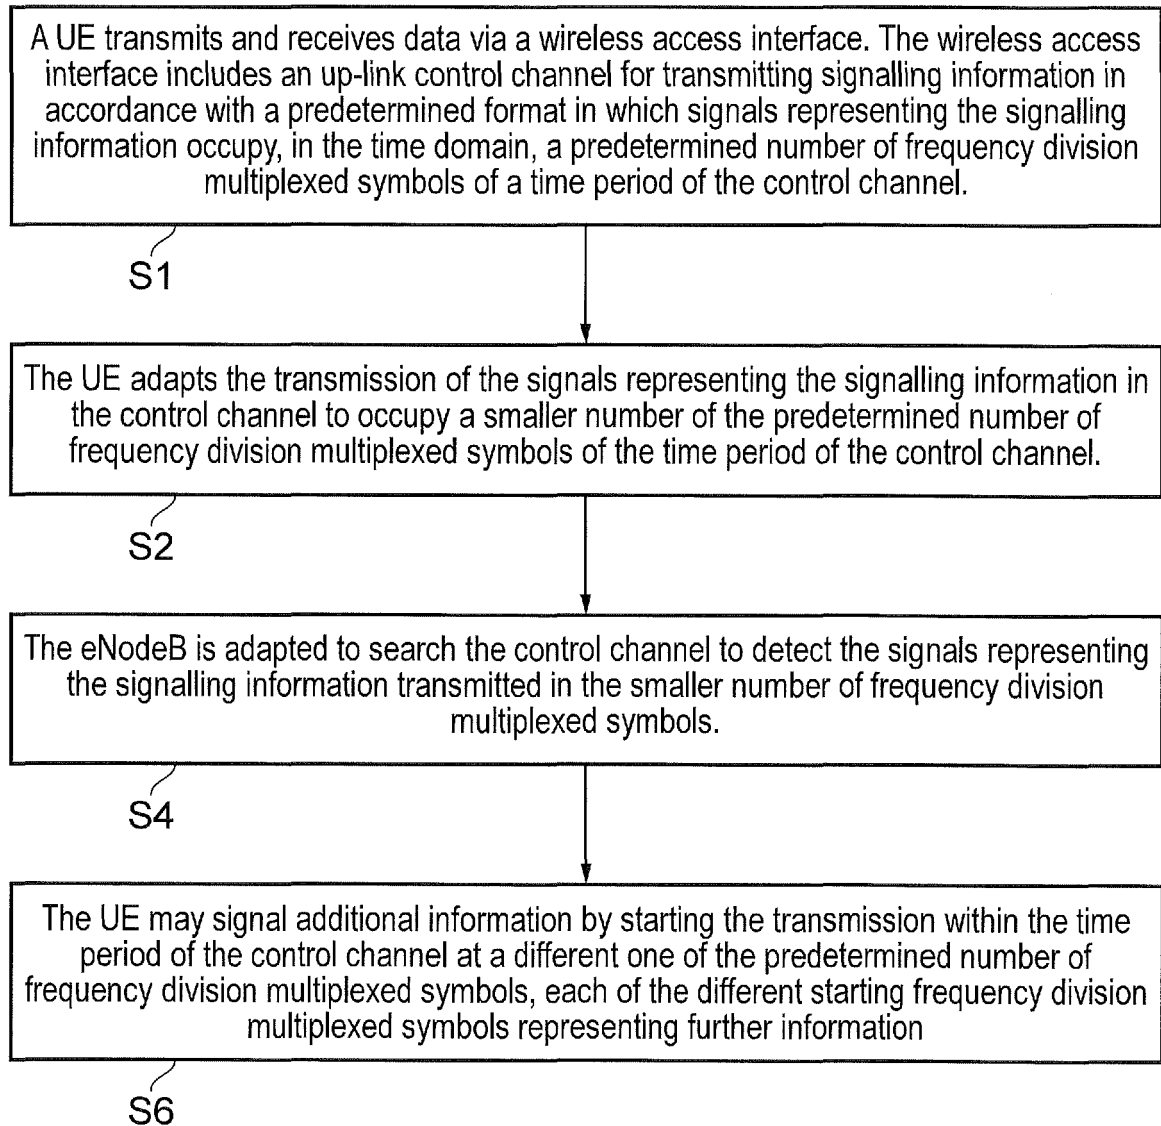 A UE transmits and receives data via a wireless access interface. The wireless access
interface includes an up-link control channel for transmitting signalling information in
accordance with a predetermined format in which signals representing the signalling
information occupy, in the time domain, a predetermined number of frequency division
multiplexed symbols of a time period of the control channel.
S1
The UE adapts the transmission of the signals representing the signalling information in
the control channel to occupy a smaller number of the predetermined number of
frequency division multiplexed symbols of the time period of the control channel.
S2
The eNodeB is adapted to search the control channel to detect the signals representing
the signalling information transmitted in the smaller number of frequency division
multiplexed symbols.
S4
The UE may signal additional information by starting the transmission within the time
period of the control channel at a different one of the predetermined number of
frequency division multiplexed symbols, each of the different starting frequency division
multiplexed symbols representing further information
S6